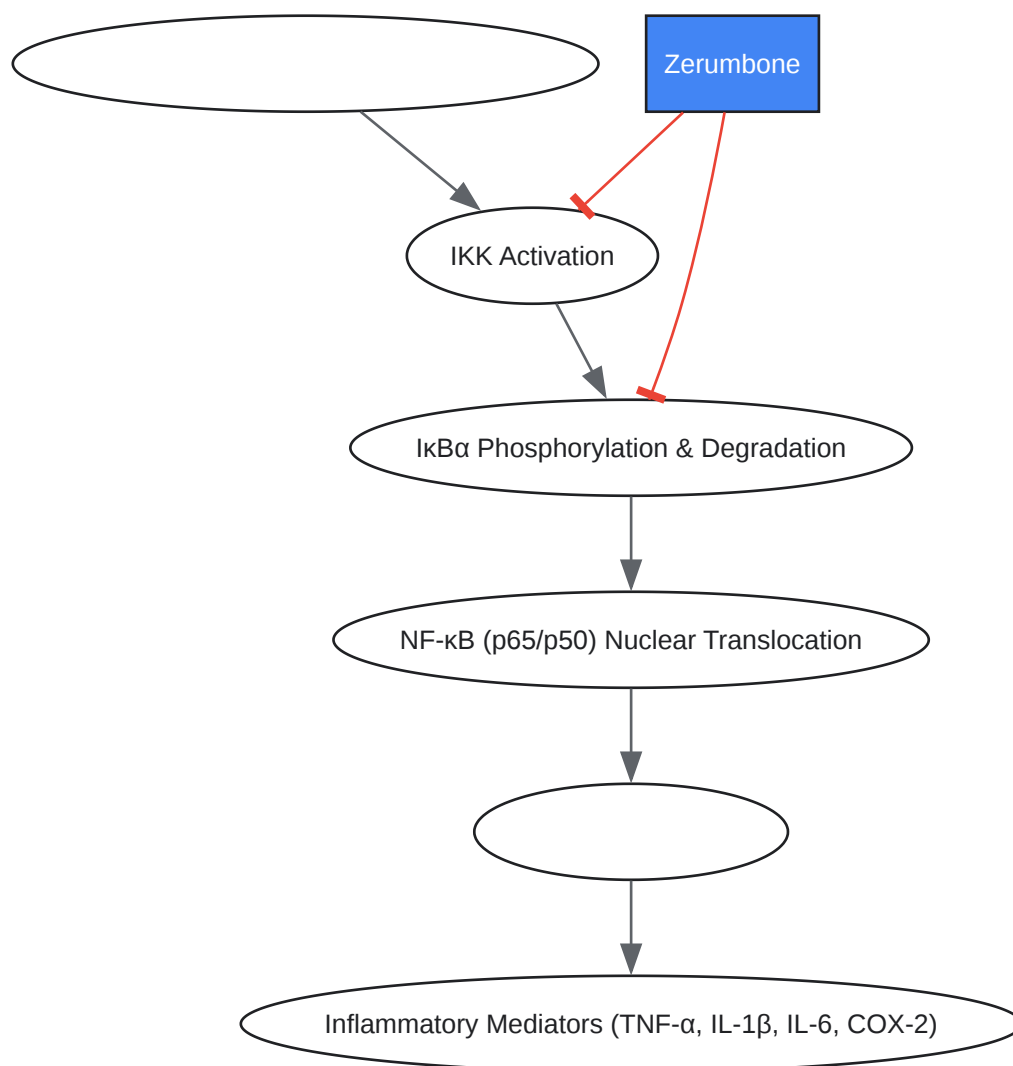 Zerumbone
IKK Activation
IκBα Phosphorylation & Degradation
NF-κB (p65/p50) Nuclear Translocation
Inflammatory Mediators (TNF-α, IL-1β, IL-6, COX-2)